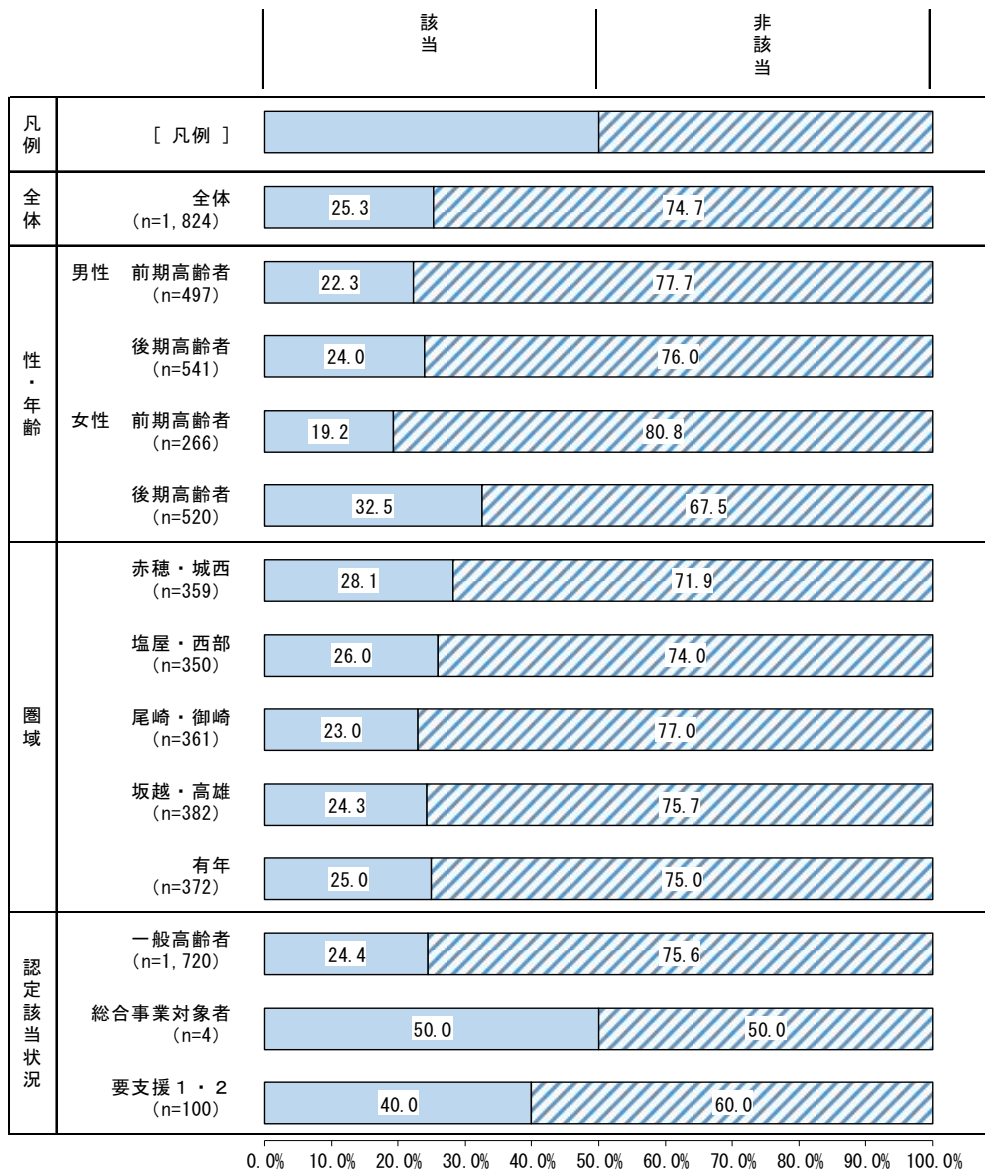 該当
非該当
凡例
[ 凡例 ]
全体
全体
(n=1,824)
25.3
74.7
性・年齢
男性 前期高齢者
(n=497)
22.3
77.7
後期高齢者
(n=541)
24.0
76.0
女性 前期高齢者
(n=266)
19.2
80.8
後期高齢者
(n=520)
32.5
67.5
圏域
赤穂・城西
(n=359)
28.1
71.9
塩屋・西部
(n=350)
26.0
74.0
尾崎・御崎
(n=361)
23.0
77.0
坂越・高雄
(n=382)
24.3
75.7
有年
(n=372)
25.0
75.0
認定該当状況
一般高齢者
(n=1,720)
24.4
75.6
総合事業対象者
(n=4)
50.0
50.0
要支援１・２
(n=100)
40.0
60.0
0.0% 10.0% 20.0% 30.0% 40.0% 50.0% 60.0% 70.0% 80.0% 90.0% 100.0%